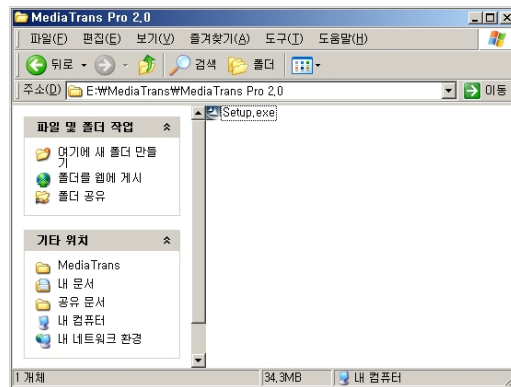 MediaTrans Pro 2,0
파일(F) 편집(E) 보기(V) 즐겨찾기(A) 도구(T) 도움말(H)
뒤로 검색 폴더
주소(D) E:₩MediaTrans₩MediaTrans Pro 2,0 이동
Setup,exe
파일 및 폴더 작업
여기에 새 폴더 만들
기
폴더를 웹에 게시
폴더 공유
기타 위치
MediaTrans
내 문서
공유 문서
내 컴퓨터
내 네트워크 환경
1 개체 34,3MB 내 컴퓨터